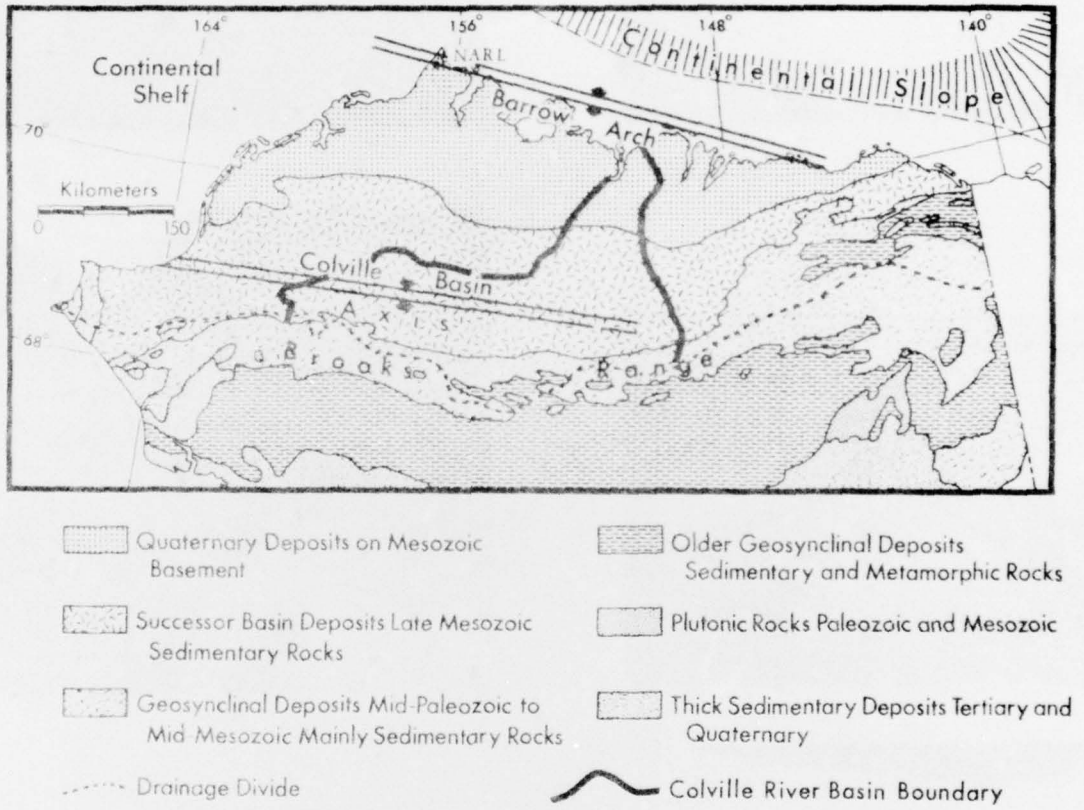 164°
156°
148°
140°
Continental Slope
NARL
Continental
Shelf
Barrow
Arch
70°
Kilometers
0 150
Colville
Basin
Axis
68°
Brooks Range
Quaternary Deposits on Mesozoic
Basement
Successor Basin Deposits Late Mesozoic
Sedimentary Rocks
Geosynclinal Deposits Mid-Paleozoic to
Mid-Mesozoic Mainly Sedimentary Rocks
Drainage Divide
Older Geosynclinal Deposits
Sedimentary and Metamorphic Rocks
Plutonic Rocks Paleozoic and Mesozoic
Thick Sedimentary Deposits Tertiary and
Quaternary
Colville River Basin Boundary